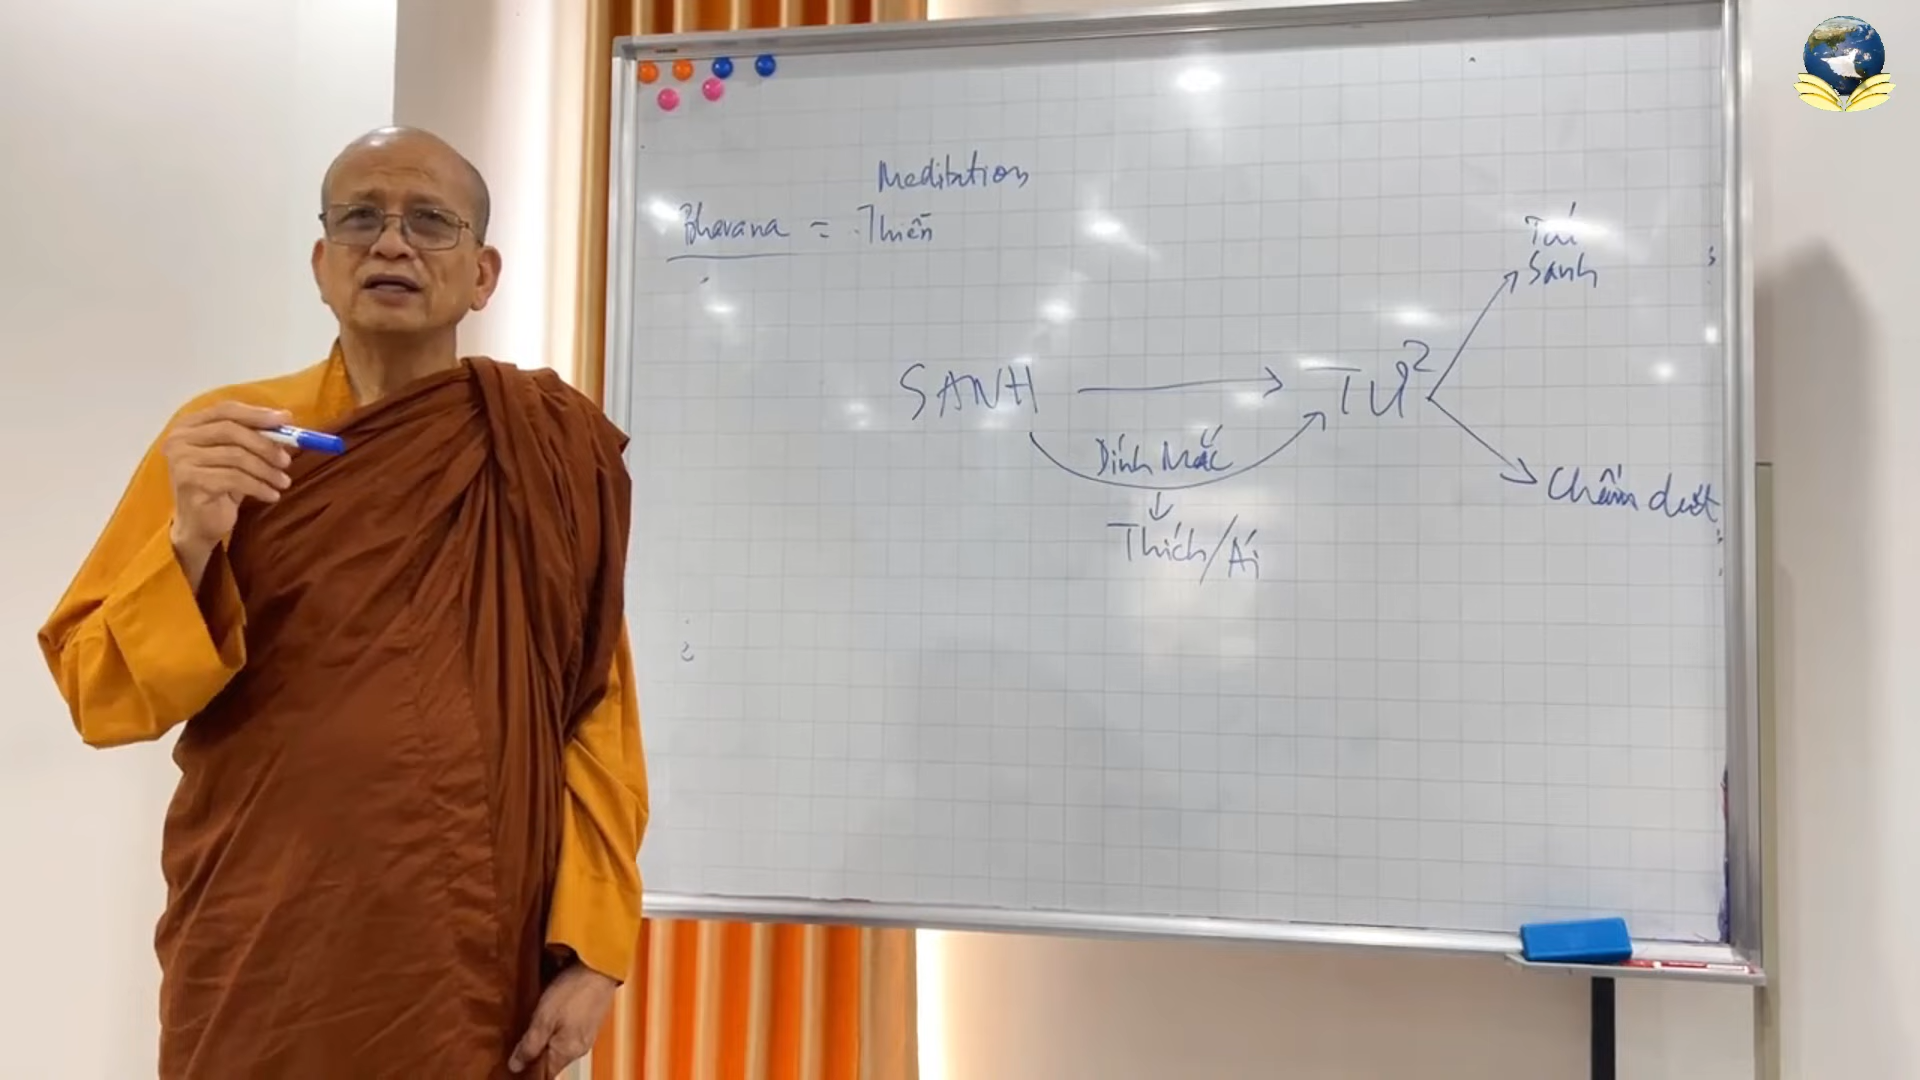 Meditation
Bhavana = Thiền
Tái
Sanh
SANH → TỬ
Dính Mắc
Thích/Ái
Chấm dứt